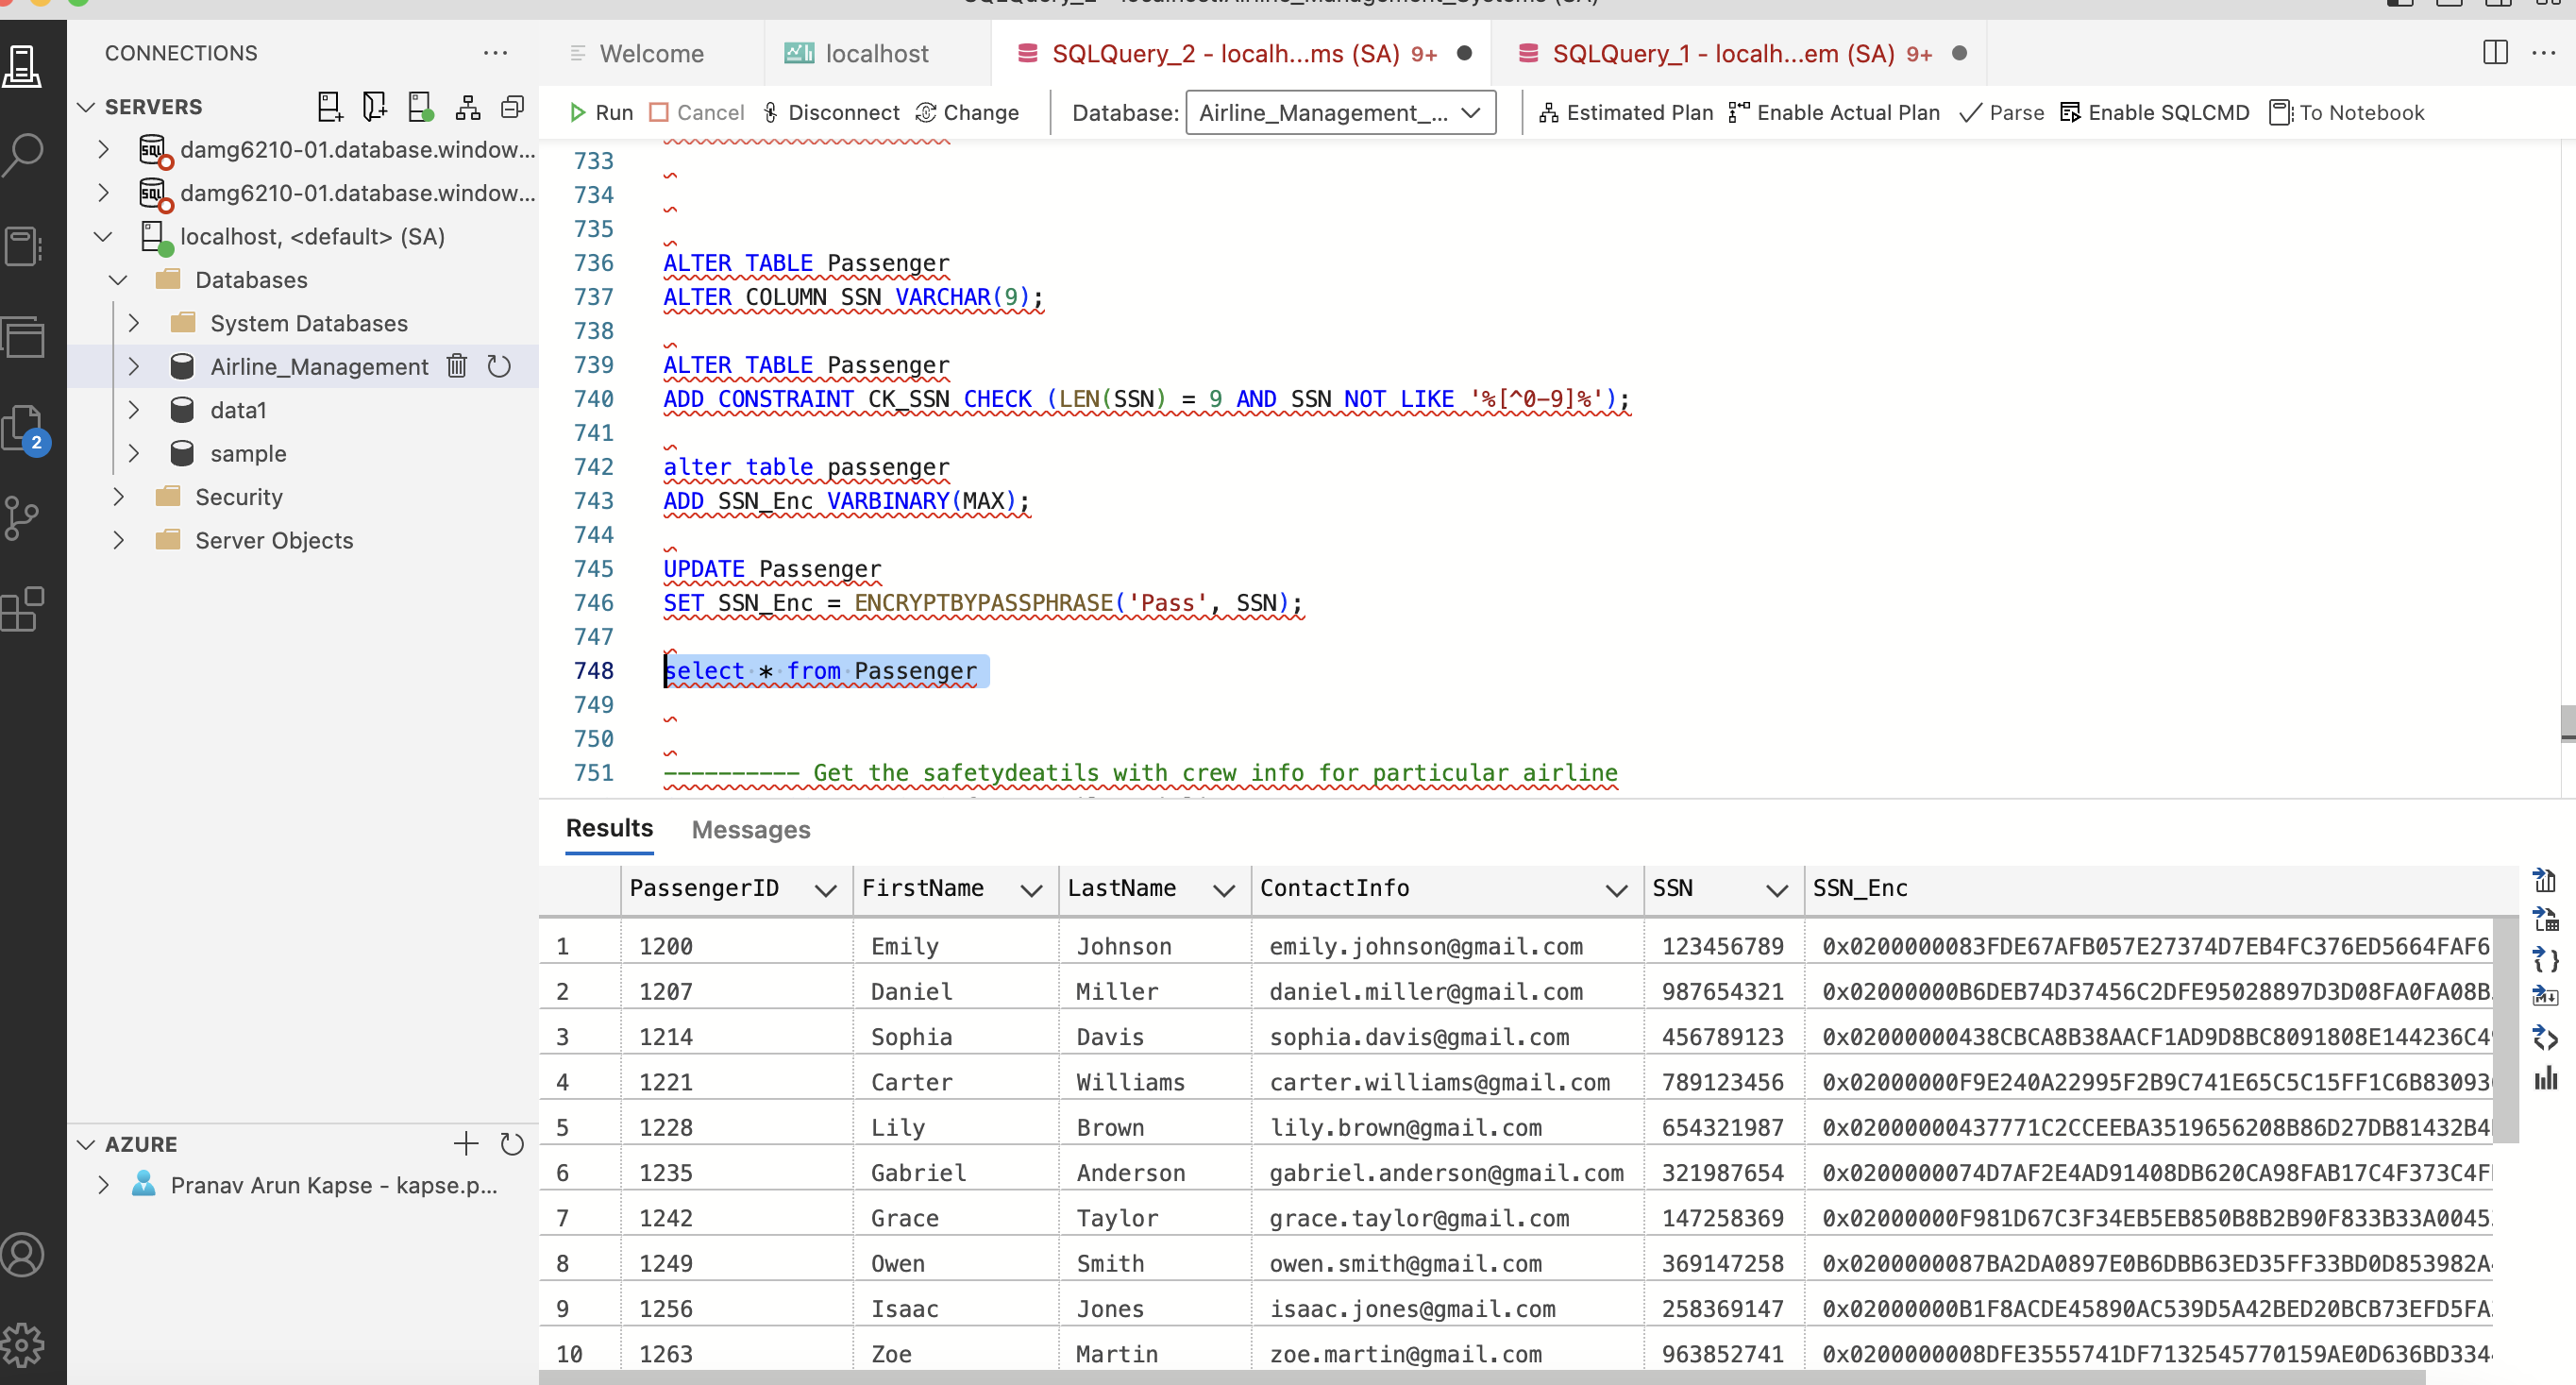 CONNECTIONS
SERVERS
damg6210-01.database.window...
damg6210-01.database.window...
localhost, <default> (SA)
Databases
System Databases
Airline_Management
data1
sample
Security
Server Objects
2
AZURE
Pranav Arun Kapse - kapse.p...
Welcome
localhost
SQLQuery_2 - localh...ms (SA) 9+
SQLQuery_1 - localh...em (SA) 9+
Run Cancel Disconnect Change Database: Airline_Management_... Estimated Plan Enable Actual Plan Parse Enable SQLCMD To Notebook
733
734
735
736 ALTER TABLE Passenger
737 ALTER COLUMN SSN VARCHAR(9);
738
739 ALTER TABLE Passenger
740 ADD CONSTRAINT CK_SSN CHECK (LEN(SSN) = 9 AND SSN NOT LIKE '%[^0-9]%');
741
742 alter table passenger
743 ADD SSN_Enc VARBINARY(MAX);
744
745 UPDATE Passenger
746 SET SSN_Enc = ENCRYPTBYPASSPHRASE('Pass', SSN);
747
748 select * from Passenger
749
750
751 ---------- Get the safetydeatils with crew info for particular airline
Results Messages
PassengerID FirstName LastName ContactInfo SSN SSN_Enc
1 1200 Emily Johnson emily.johnson@gmail.com 123456789 0x0200000083FDE67AFB057E27374D7EB4FC376ED5664FAF6
2 1207 Daniel Miller daniel.miller@gmail.com 987654321 0x02000000B6DEB74D37456C2DFE95028897D3D08FA0FA08B
3 1214 Sophia Davis sophia.davis@gmail.com 456789123 0x02000000438CBCA8B38AACF1AD9D8BC8091808E144236C4
4 1221 Carter Williams carter.williams@gmail.com 789123456 0x02000000F9E240A22995F2B9C741E65C5C15FF1C6B83093
5 1228 Lily Brown lily.brown@gmail.com 654321987 0x02000000437771C2CCEEBA3519656208B86D27DB81432B4
6 1235 Gabriel Anderson gabriel.anderson@gmail.com 321987654 0x0200000074D7AF2E4AD91408DB620CA98FAB17C4F373C4F
7 1242 Grace Taylor grace.taylor@gmail.com 147258369 0x02000000F981D67C3F34EB5EB850B8B2B90F833B33A0045
8 1249 Owen Smith owen.smith@gmail.com 369147258 0x0200000087BA2DA0897E0B6DBB63ED35FF33BD0D853982A
9 1256 Isaac Jones isaac.jones@gmail.com 258369147 0x02000000B1F8ACDE45890AC539D5A42BED20BCB73EFD5FA
10 1263 Zoe Martin zoe.martin@gmail.com 963852741 0x0200000008DFE3555741DF7132545770159AE0D636BD334